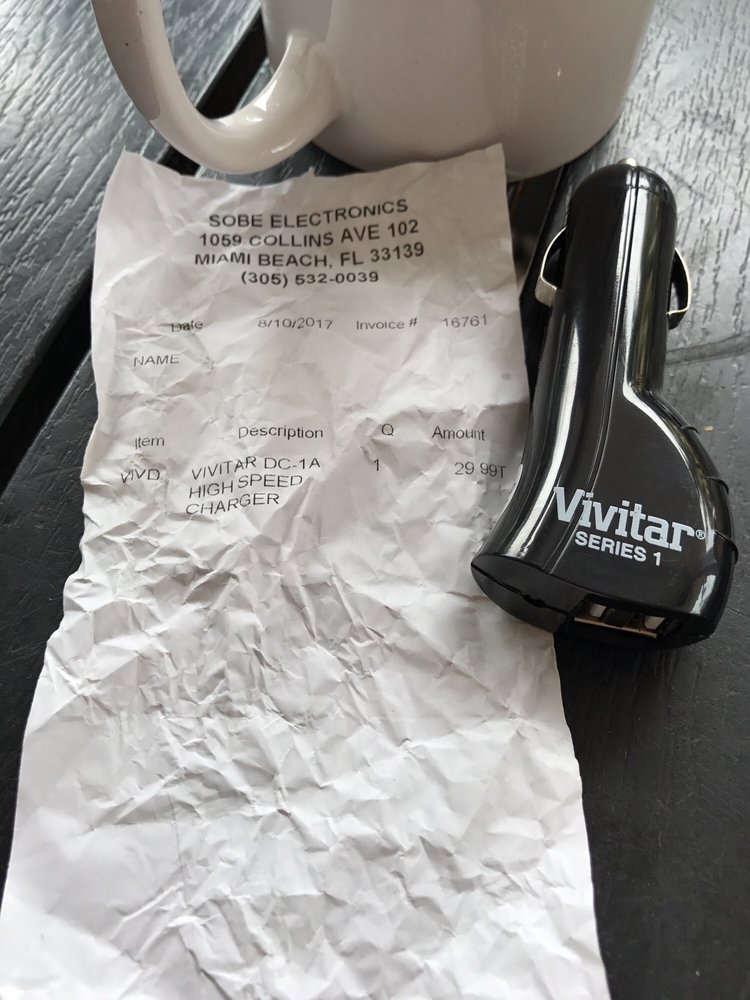 SOBE ELECTRONICS
1059 COLLINS AVE 102
MIAMI BEACH, FL 33139
(305) 532-0039
Date 8/10/2017 Invoice # 16761
NAME
Item Description Q Amount
VIVD VIVITAR DC-1A 1 29.99T
HIGH SPEED
CHARGER
Vivitar®
SERIES 1